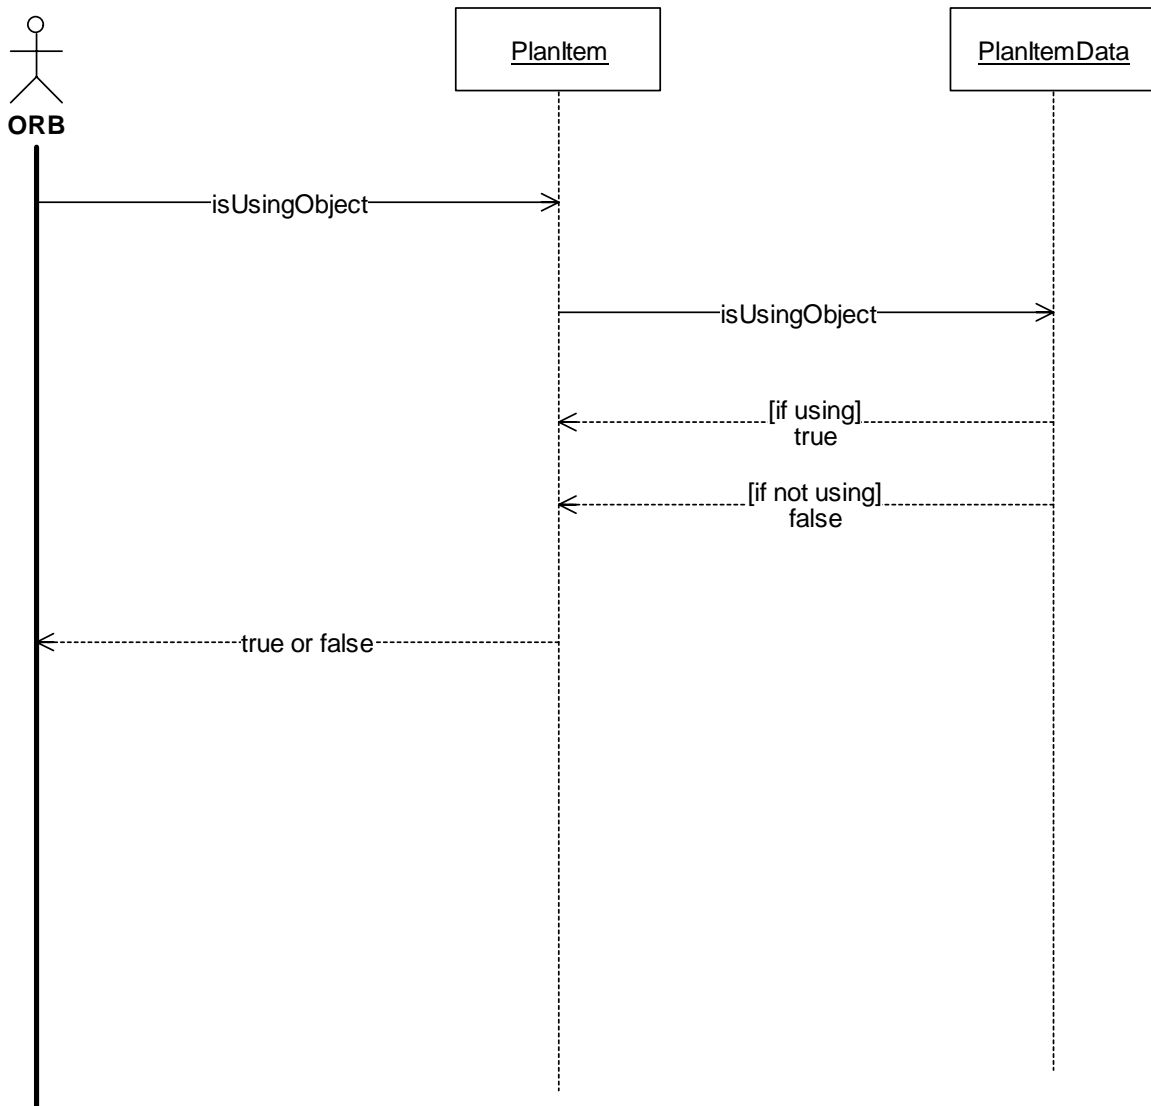 PlanItem
PlanItemData
ORB
isUsingObject
isUsingObject
[if using]
true
[if not using]
false
true or false